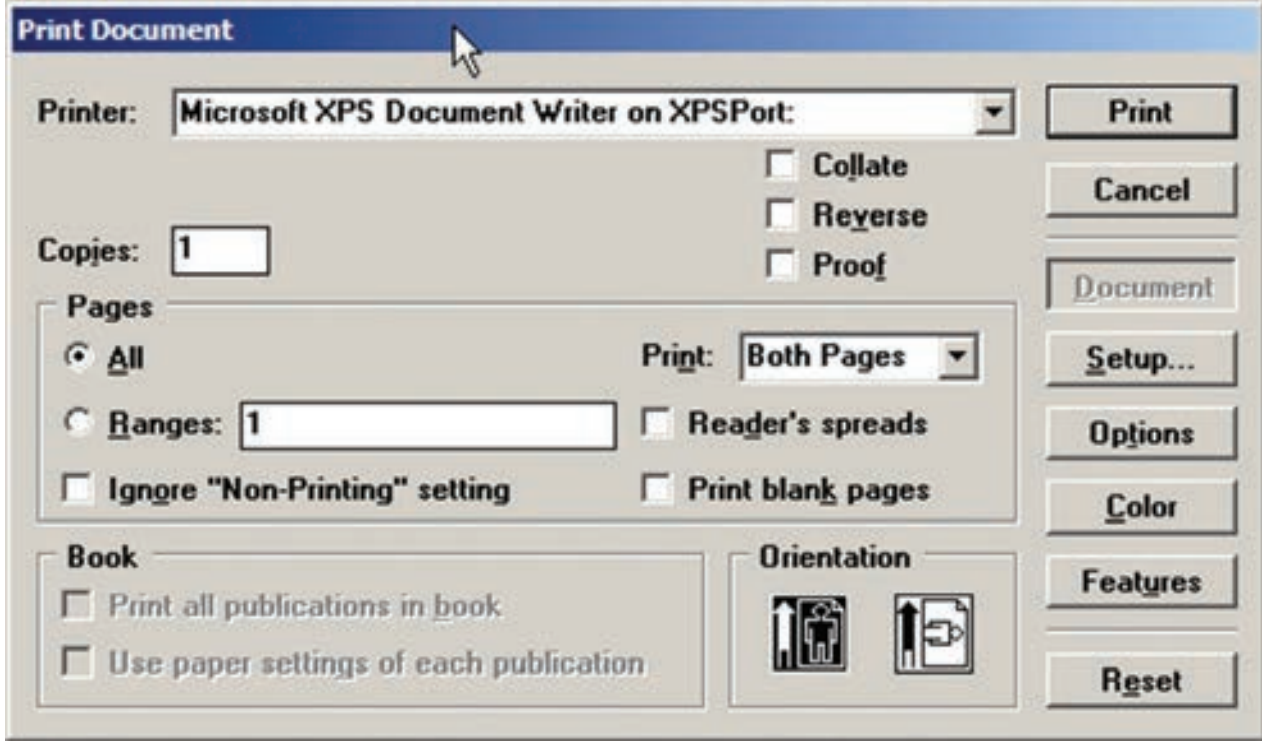 Print Document
Printer: Microsoft XPS Document Writer on XPSPort: Print
Collate
Cancel
Reverse
Copies: 1
Proof
Document
Pages
All Print: Both Pages Setup...
Ranges: 1 Reader's spreads Options
Ignore "Non-Printing" setting Print blank pages
Color
Book Orientation
Features
Print all publications in book
Use paper settings of each publication
Reset